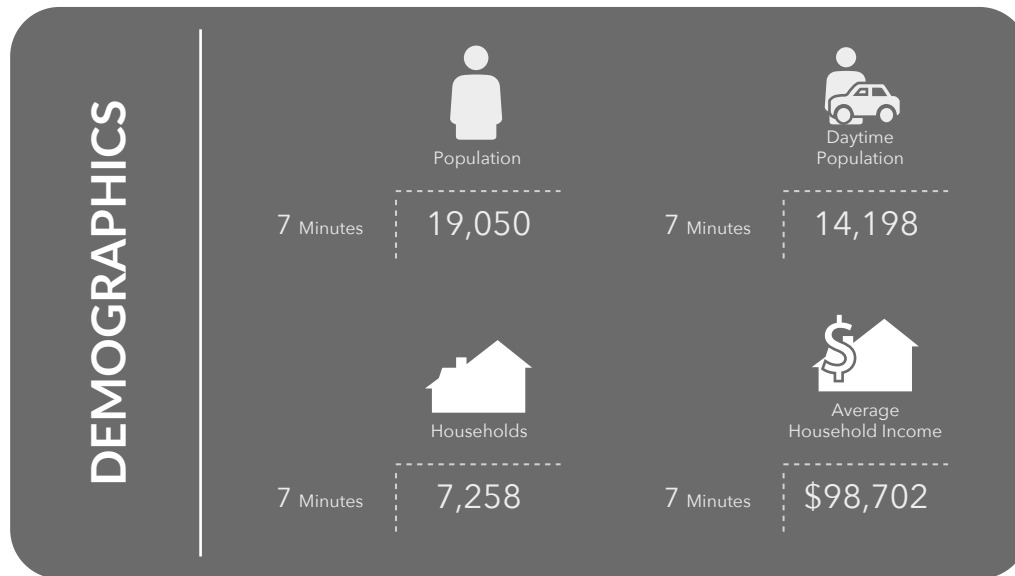 DEMOGRAPHICS
Population
7 Minutes 19,050
Daytime
Population
7 Minutes 14,198
Households
7 Minutes 7,258
$
Average
Household Income
7 Minutes $98,702